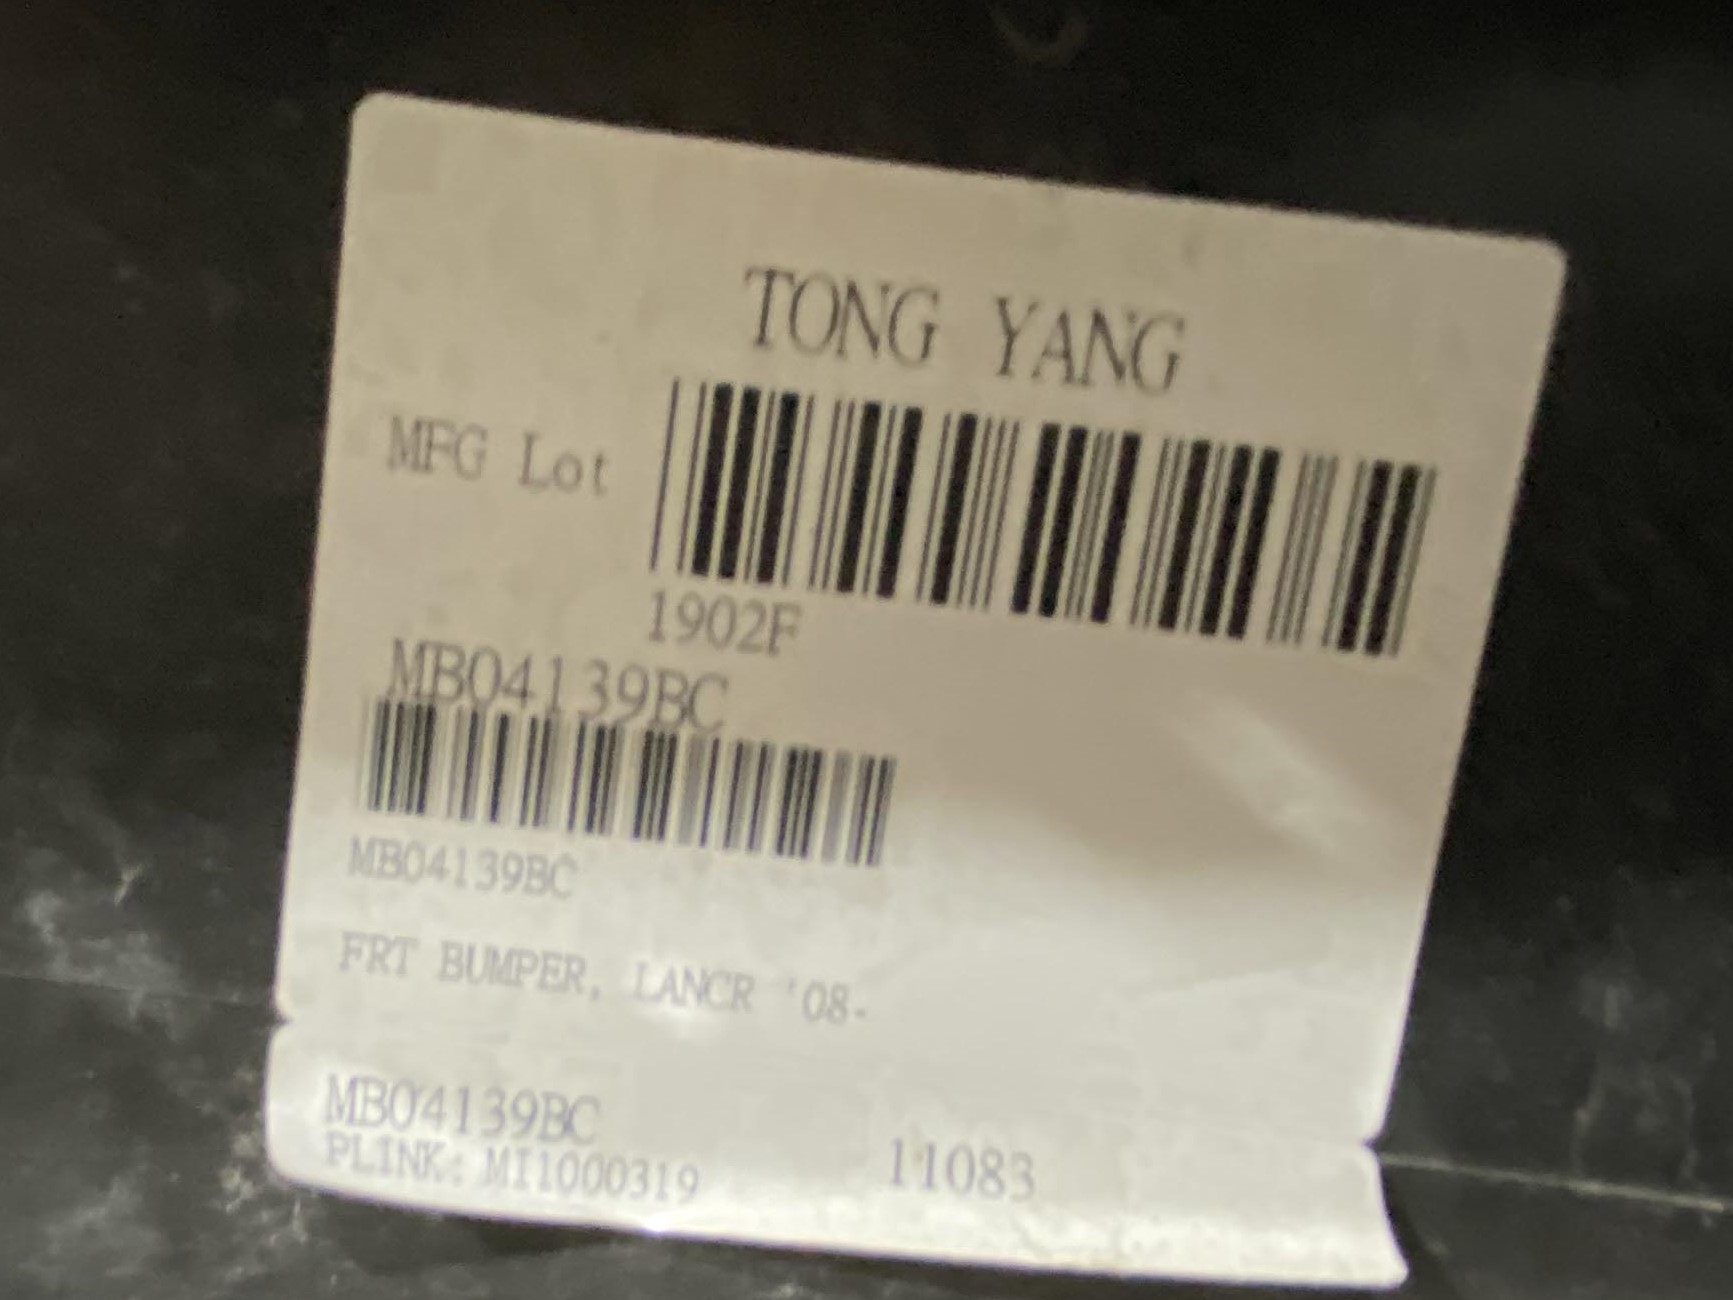 TONG YANG
MFG Lot
1902F
MB04139BC
MB04139BC
FRT BUMPER, LANCR '08-
MB04139BC
PLINK: MI1000319
11083